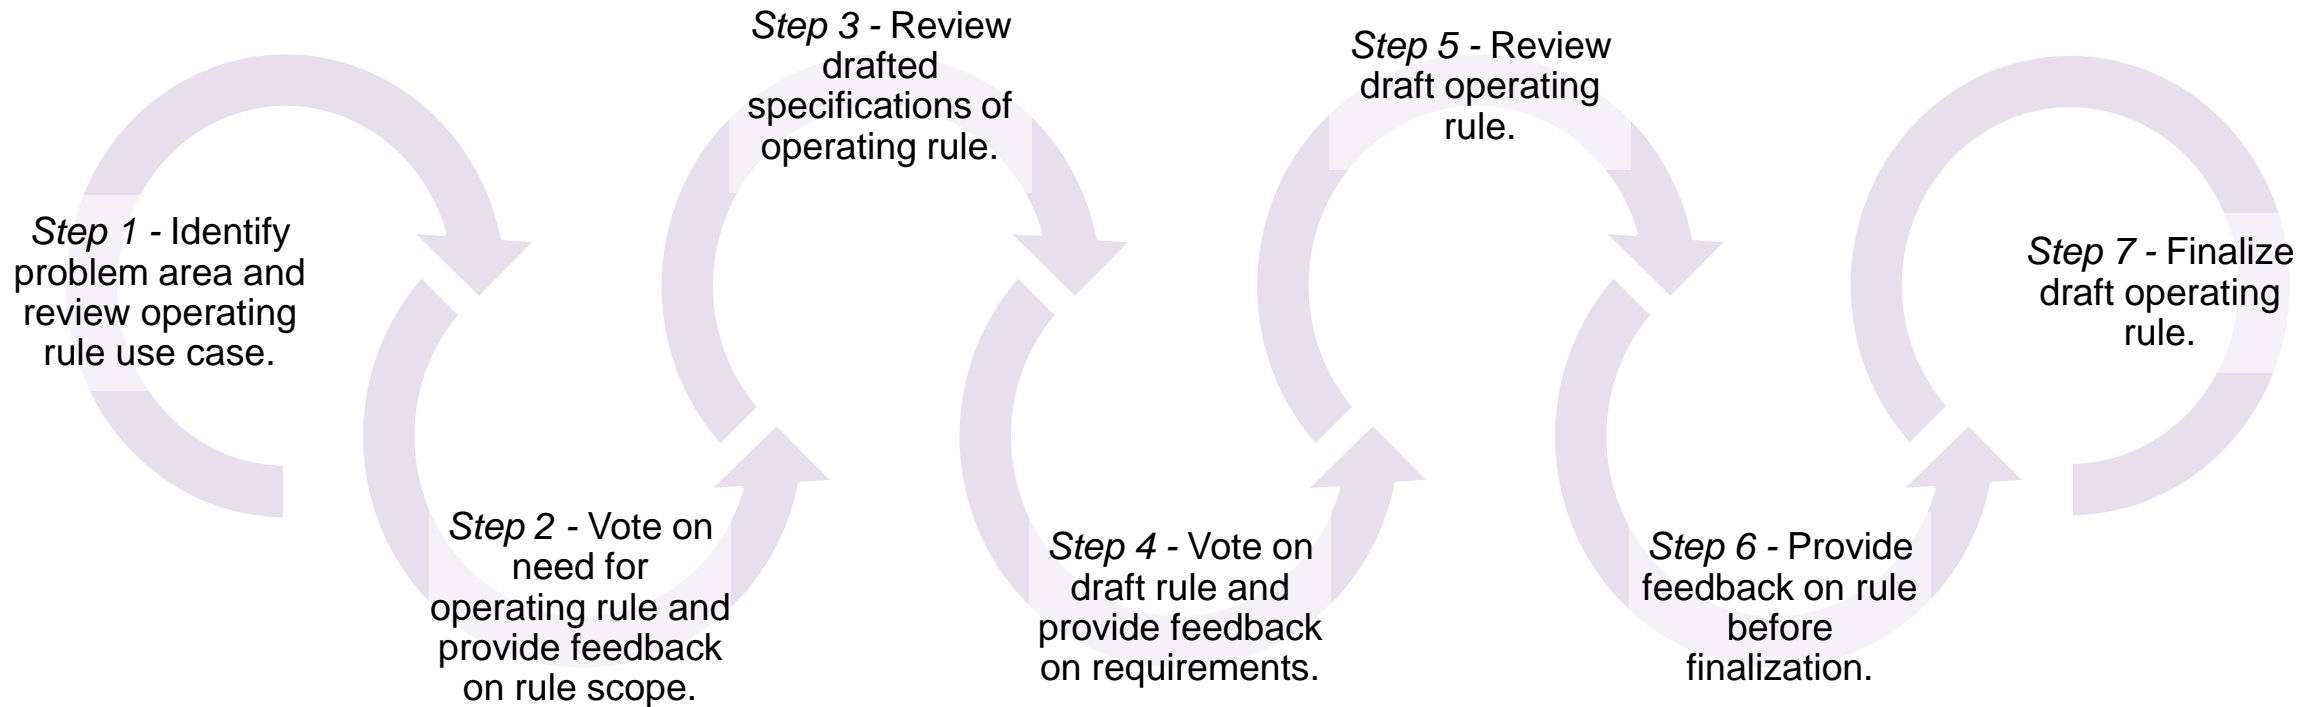 Step 1 - Identify
problem area and
review operating
rule use case.
Step 2 - Vote on
need for
operating rule and
provide feedback
on rule scope.
Step 3 - Review
drafted
specifications of
operating rule.
Step 4 - Vote on
draft rule and
provide feedback
on requirements.
Step 5 - Review
draft operating
rule.
Step 6 - Provide
feedback on rule
before
finalization.
Step 7 - Finalize
draft operating
rule.